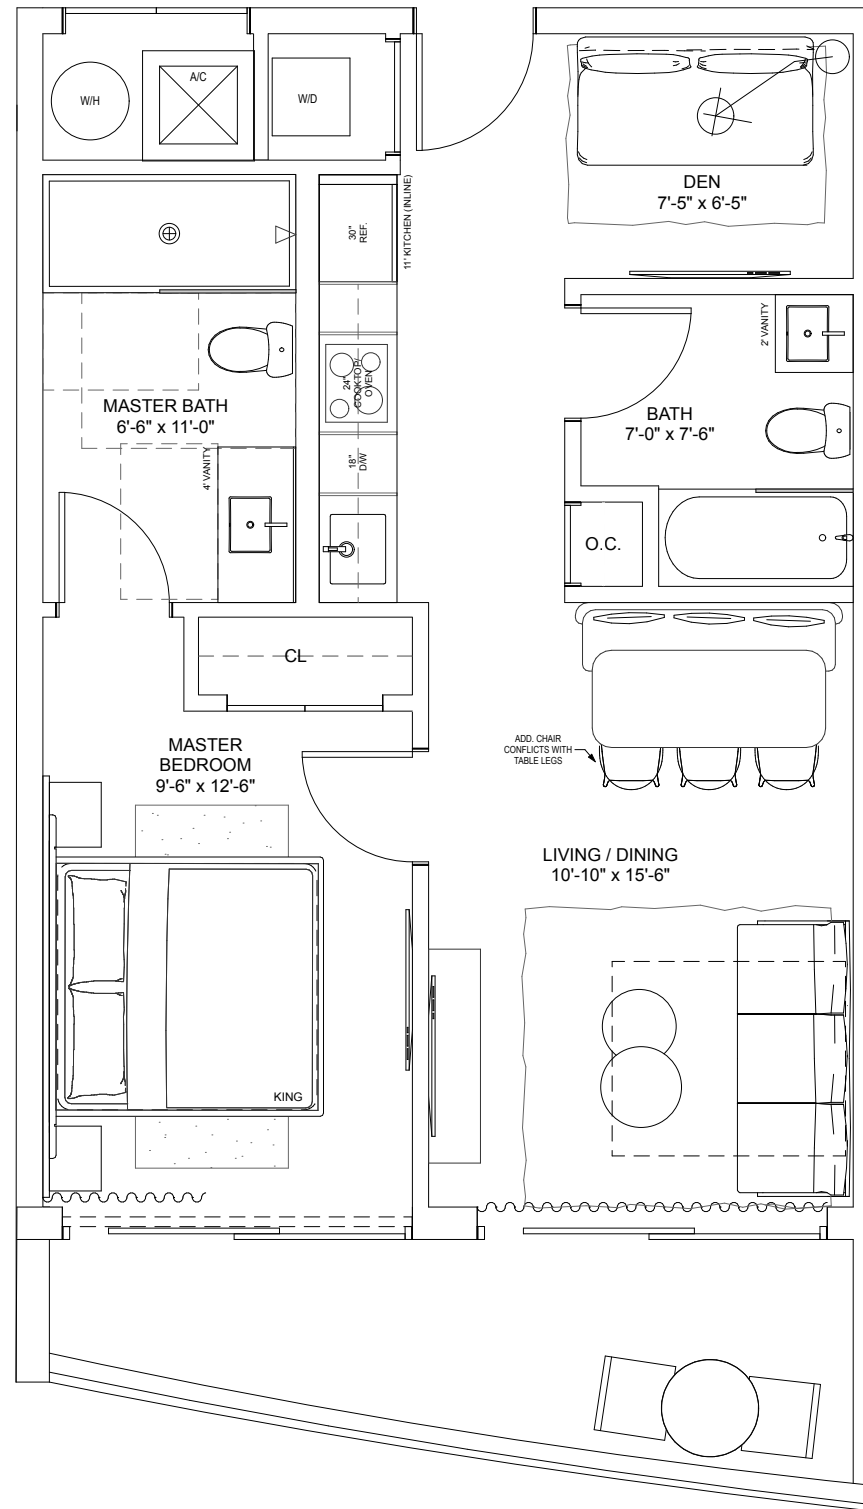 A/C
W/H
W/D
DEN
7'-5" x 6'-5"
11' KITCHEN (INLINE)
30"
REF.
2' VANITY
24"
COOKTOP/
OVEN
MASTER BATH
6'-6" x 11'-0"
BATH
7'-0" x 7'-6"
4' VANITY
18"
D/W
O.C.
CL
MASTER
BEDROOM
9'-6" x 12'-6"
ADD. CHAIR
CONFLICTS WITH
TABLE LEGS
LIVING / DINING
10'-10" x 15'-6"
KING